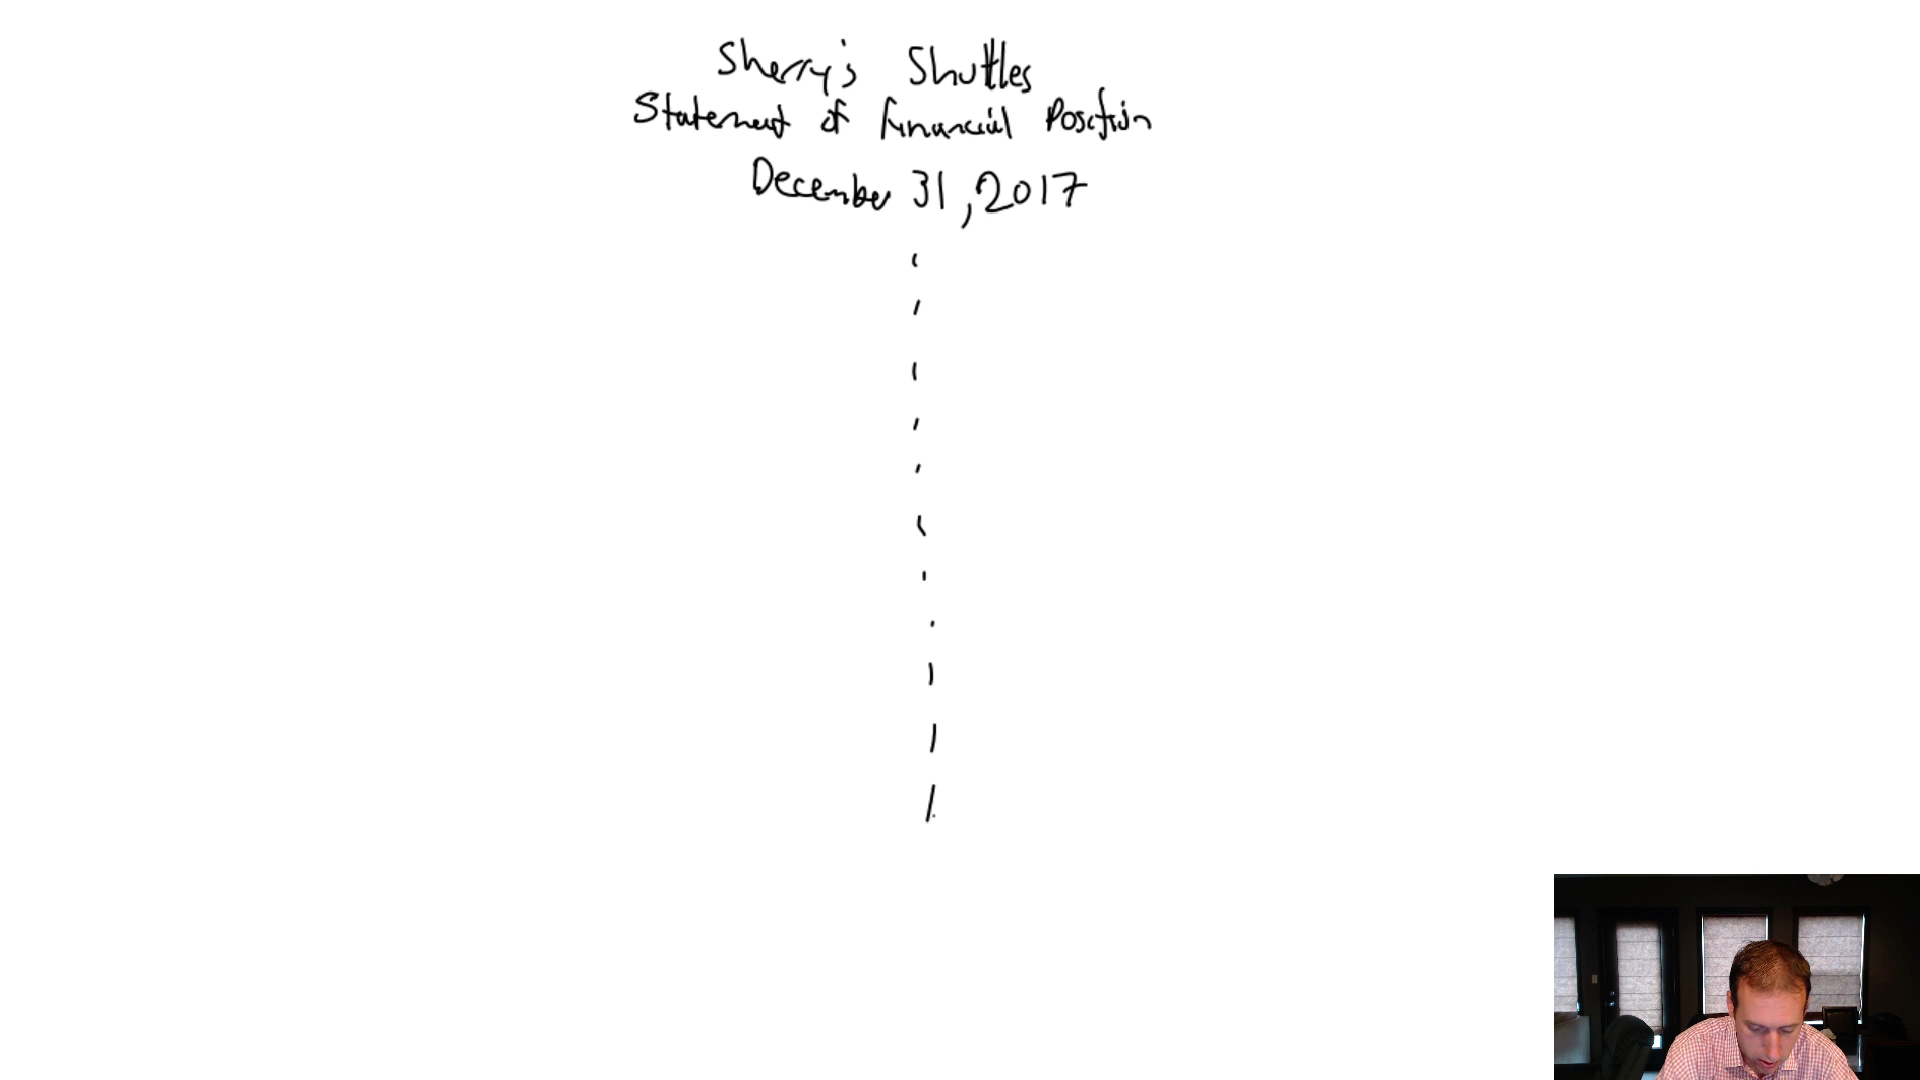 Sherry's Shuttles
Statement of Financial Position
December 31, 2017